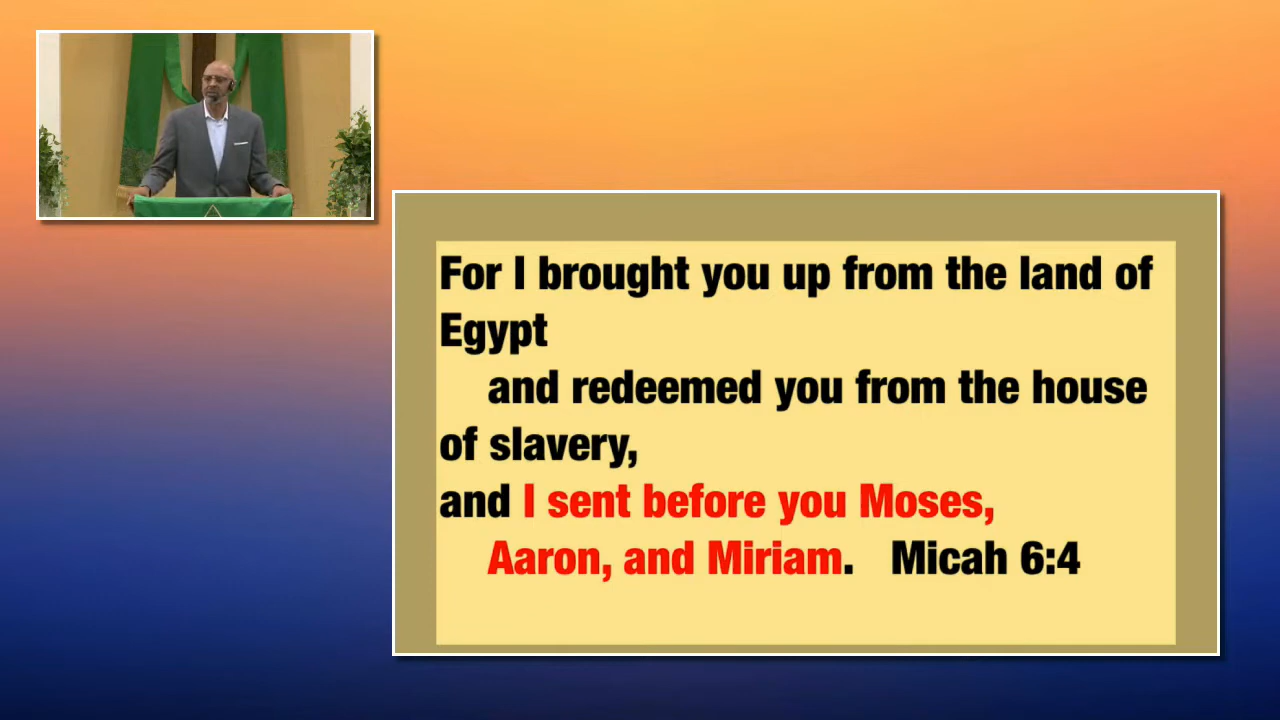 For I brought you up from the land of
Egypt
and redeemed you from the house
of slavery,
and I sent before you Moses,
Aaron, and Miriam.   Micah 6:4